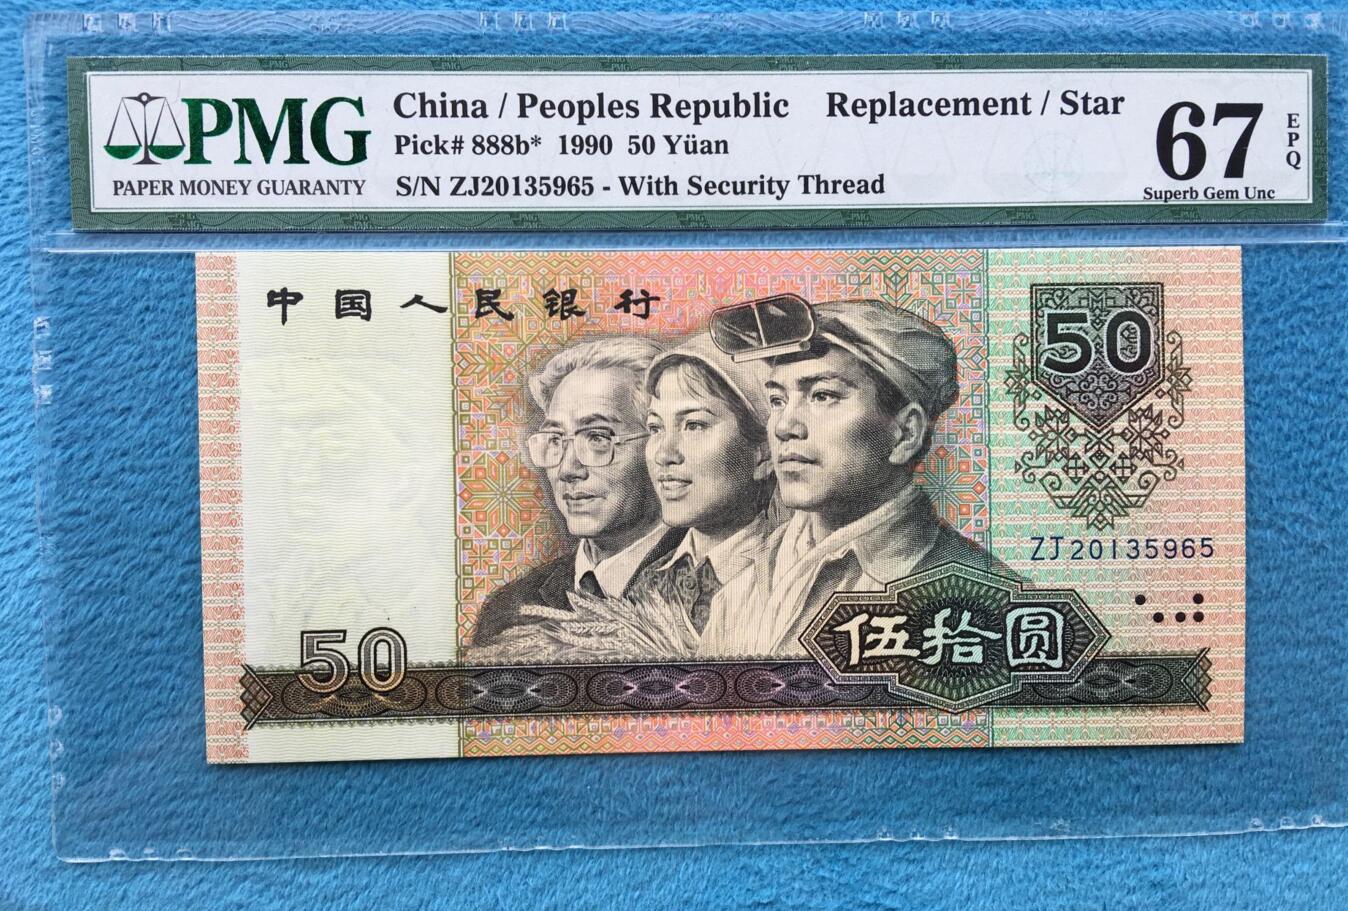 PMG
PAPER MONEY GUARANTY
China / Peoples Republic Replacement / Star
Pick# 888b* 1990 50 Yüan
S/N ZJ20135965 - With Security Thread
67
EPQ
Superb Gem Unc
中国人民银行
50
ZJ20135965
伍拾圆
50